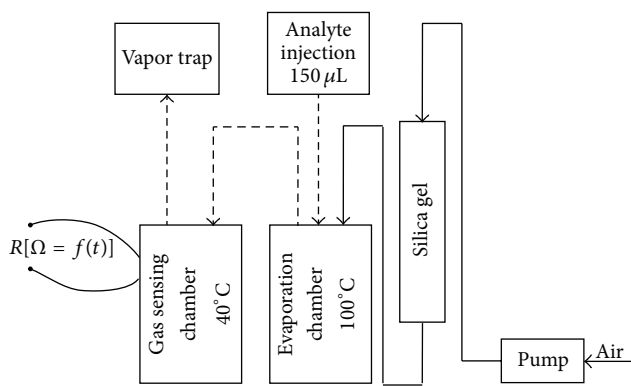 Vapor trap
Analyte
injection
150 μL
R[Ω = f(t)]
Gas sensing
chamber
40°C
Evaporation
chamber
100°C
Silica gel
Pump
Air